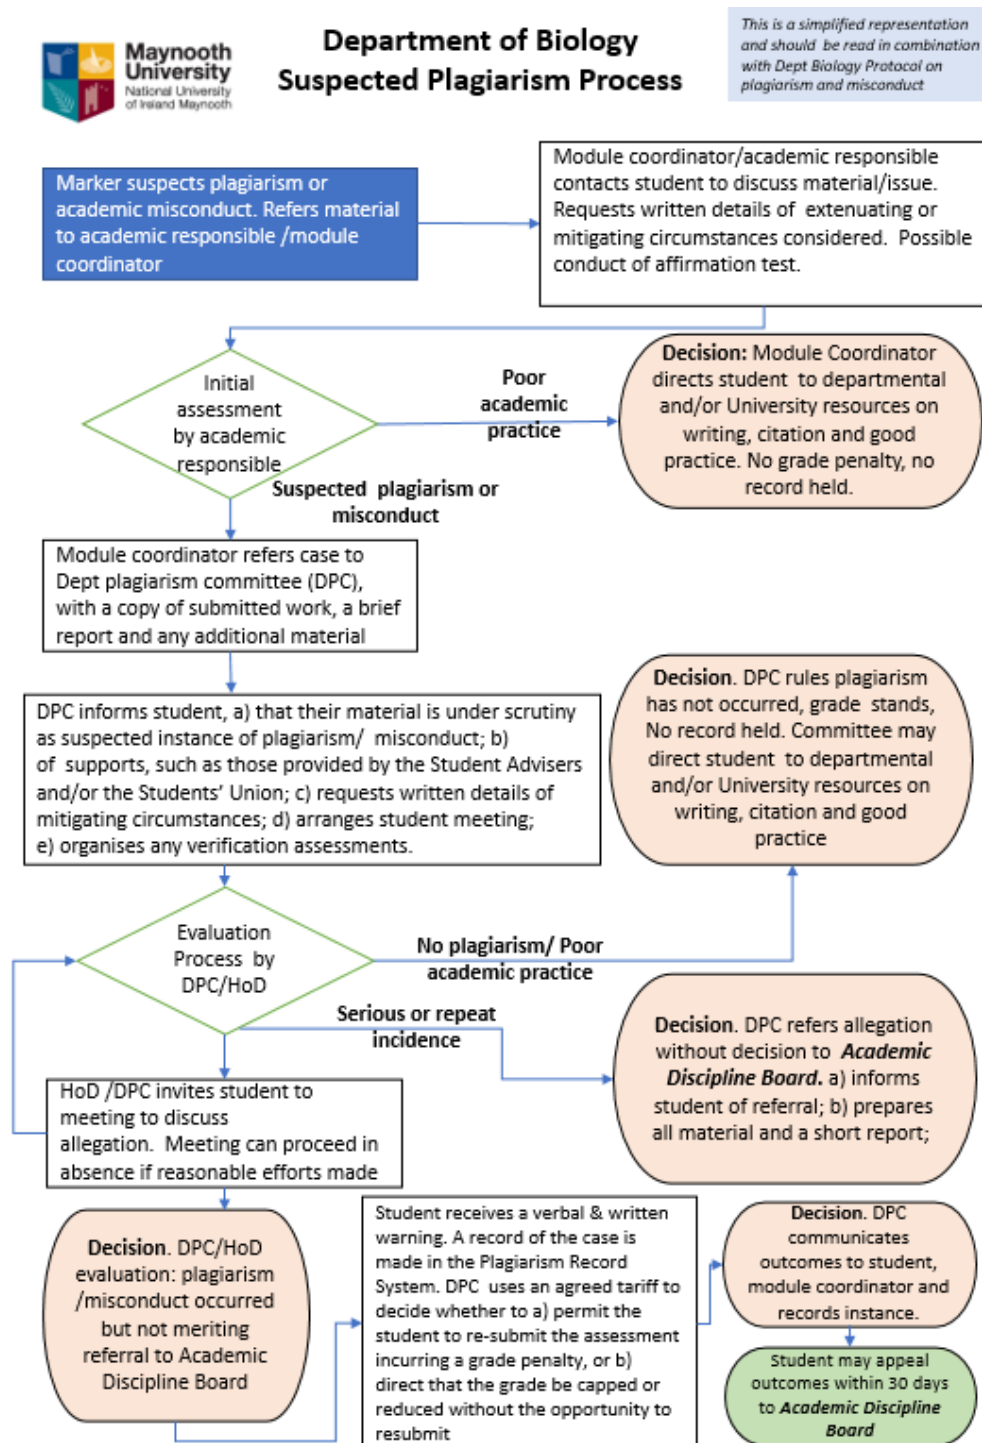 Maynooth
University
National University
of Ireland Maynooth
Department of Biology
Suspected Plagiarism Process
This is a simplified representation
and should be read in combination
with Dept Biology Protocol on
plagiarism and misconduct
Marker suspects plagiarism or
academic misconduct. Refers material
to academic responsible /module
coordinator
Module coordinator/academic responsible
contacts student to discuss material/issue.
Requests written details of extenuating or
mitigating circumstances considered. Possible
conduct of affirmation test.
Initial
assessment
by academic
responsible
Poor
academic
practice
Decision: Module Coordinator
directs student to departmental
and/or University resources on
writing, citation and good
practice. No grade penalty, no
record held.
Suspected plagiarism or
misconduct
Module coordinator refers case to
Dept plagiarism committee (DPC),
with a copy of submitted work, a brief
report and any additional material
DPC informs student, a) that their material is under scrutiny
as suspected instance of plagiarism/ misconduct; b)
of supports, such as those provided by the Student Advisers
and/or the Students' Union; c) requests written details of
mitigating circumstances; d) arranges student meeting;
e) organises any verification assessments.
Decision. DPC rules plagiarism
has not occurred, grade stands,
No record held. Committee may
direct student to departmental
and/or University resources on
writing, citation and good
practice
Evaluation
Process by
DPC/HoD
No plagiarism/ Poor
academic practice
Serious or repeat
incidence
Decision. DPC refers allegation
without decision to Academic
Discipline Board. a) informs
student of referral; b) prepares
all material and a short report;
HoD /DPC invites student to
meeting to discuss
allegation. Meeting can proceed in
absence if reasonable efforts made
Decision. DPC/HoD
evaluation: plagiarism
/misconduct occurred
but not meriting
referral to Academic
Discipline Board
Student receives a verbal & written
warning. A record of the case is
made in the Plagiarism Record
System. DPC uses an agreed tariff to
decide whether to a) permit the
student to re-submit the assessment
incurring a grade penalty, or b)
direct that the grade be capped or
reduced without the opportunity to
resubmit
Decision. DPC
communicates
outcomes to student,
module coordinator and
records instance.
Student may appeal
outcomes within 30 days
to Academic Discipline
Board